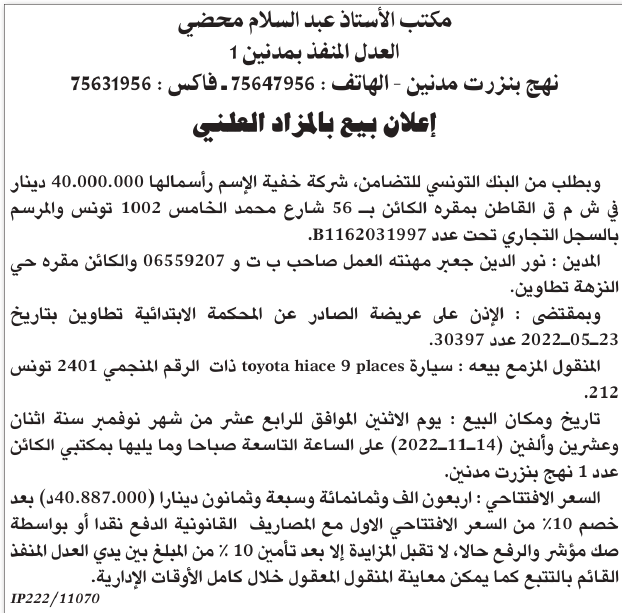 مكتب الأستاذ عبد السلام محضي
العدل المنفذ بمدنين 1
نهج بنزرت مدنين - الهاتف : 75647956 ـ فاكس : 75631956
إعلان بيع بالمزاد العلني
وبطلب من البنك التونسي للتضامن، شركة خفية الإسم رأسمالها 40.000.000 دينار
في ش م ق القاطن بمقره الكائن بــ 56 شارع محمد الخامس 1002 تونس والمرسم
بالسجل التجاري تحت عدد B1162031997.
المدين : نور الدين جعبر مهنته العمل صاحب ب ت و 06559207 والكائن مقره حي
النزهة تطاوين.
وبمقتضى : الإذن على عريضة الصادر عن المحكمة الابتدائية تطاوين بتاريخ
23ــ05ــ2022 عدد 30397.
المنقول المزمع بيعه : سيارة toyota hiace 9 places ذات الرقم المنجمي 2401 تونس
212.
تاريخ ومكان البيع : يوم الاثنين الموافق للرابع عشر من شهر نوفمبر سنة اثنان
وعشرين وألفين (14ــ11ــ2022) على الساعة التاسعة صباحا وما يليها بمكتبي الكائن
عدد 1 نهج بنزرت مدنين.
السعر الافتتاحي : اربعون الف وثمانمائة وسبعة وثمانون دينارا (40.887.000د) بعد
خصم 10٪ من السعر الافتتاحي الاول مع المصاريف القانونية الدفع نقدا أو بواسطة
صك مؤشر والرفع حالا، لا تقبل المزايدة إلا بعد تأمين 10 ٪ من المبلغ بين يدي العدل المنفذ
القائم بالتتبع كما يمكن معاينة المنقول المعقول خلال كامل الأوقات الإدارية.
IP222/11070